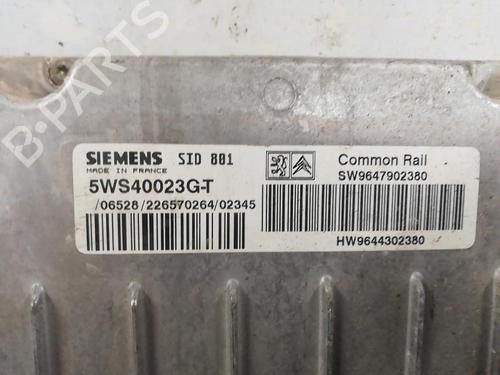 B-PARTS
SIEMENS SID 801
MADE IN FRANCE
5WS40023G-T
/06528/226570264/02345
Common Rail
SW9647902380
HW9644302380